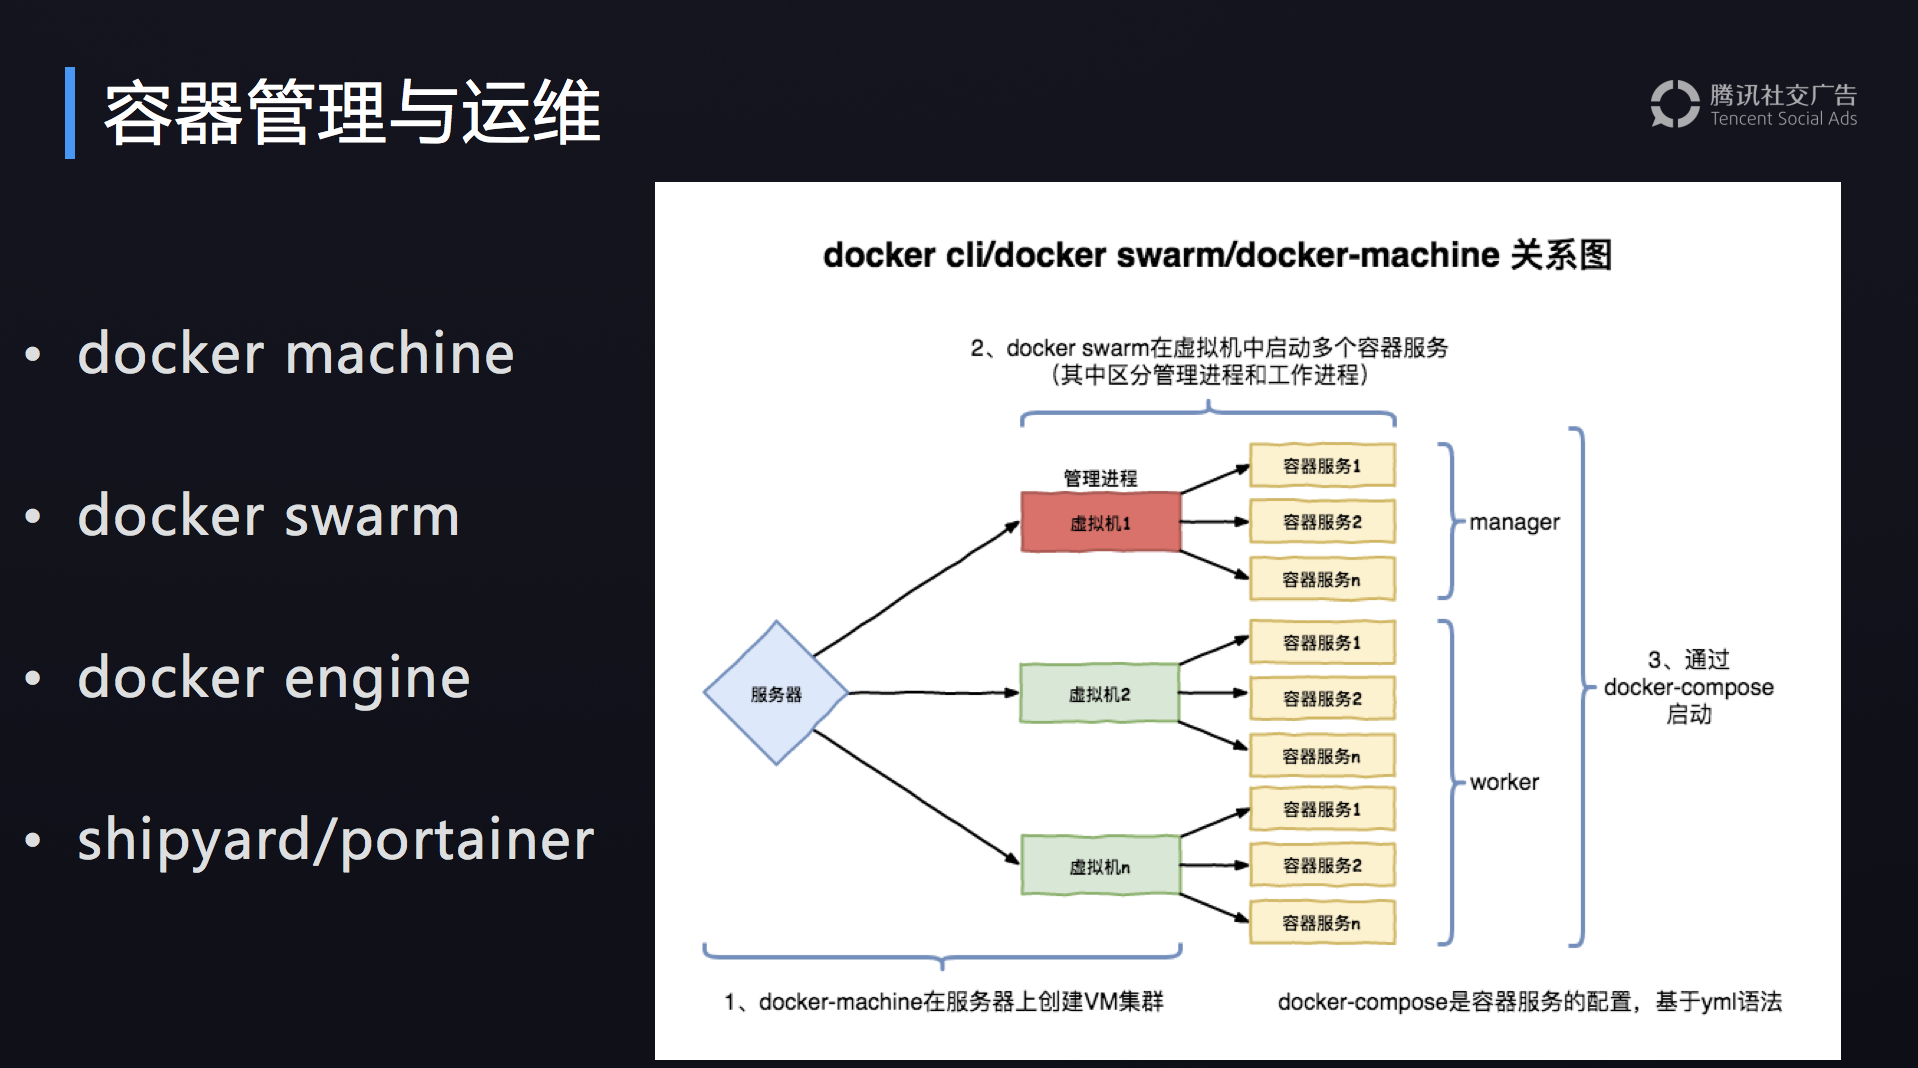 容器管理与运维
腾讯社交广告
Tencent Social Ads
• docker machine
• docker swarm
• docker engine
• shipyard/portainer
docker cli/docker swarm/docker-machine 关系图
2、docker swarm在虚拟机中启动多个容器服务
（其中区分管理进程和工作进程）
管理进程
虚拟机1
容器服务1
容器服务2
容器服务n
manager
服务器
虚拟机2
容器服务1
容器服务2
容器服务n
虚拟机n
容器服务1
容器服务2
容器服务n
worker
3、通过
docker-compose
启动
1、docker-machine在服务器上创建VM集群
docker-compose是容器服务的配置，基于yml语法